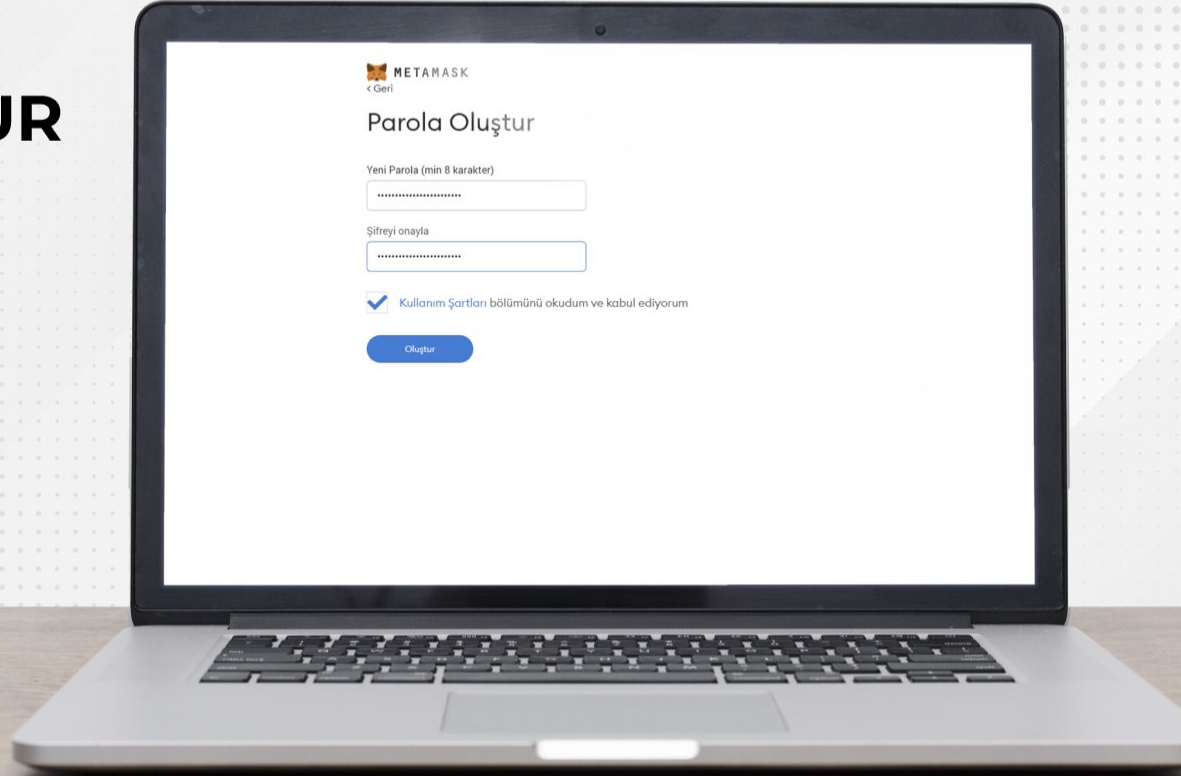 UR
METAMASK
< Geri
Parola Oluştur
Yeni Parola (min 8 karakter)
•••••••••••••••••••••••
Şifreyi onayla
•••••••••••••••••••••••
Kullanım Şartları bölümünü okudum ve kabul ediyorum
Oluştur